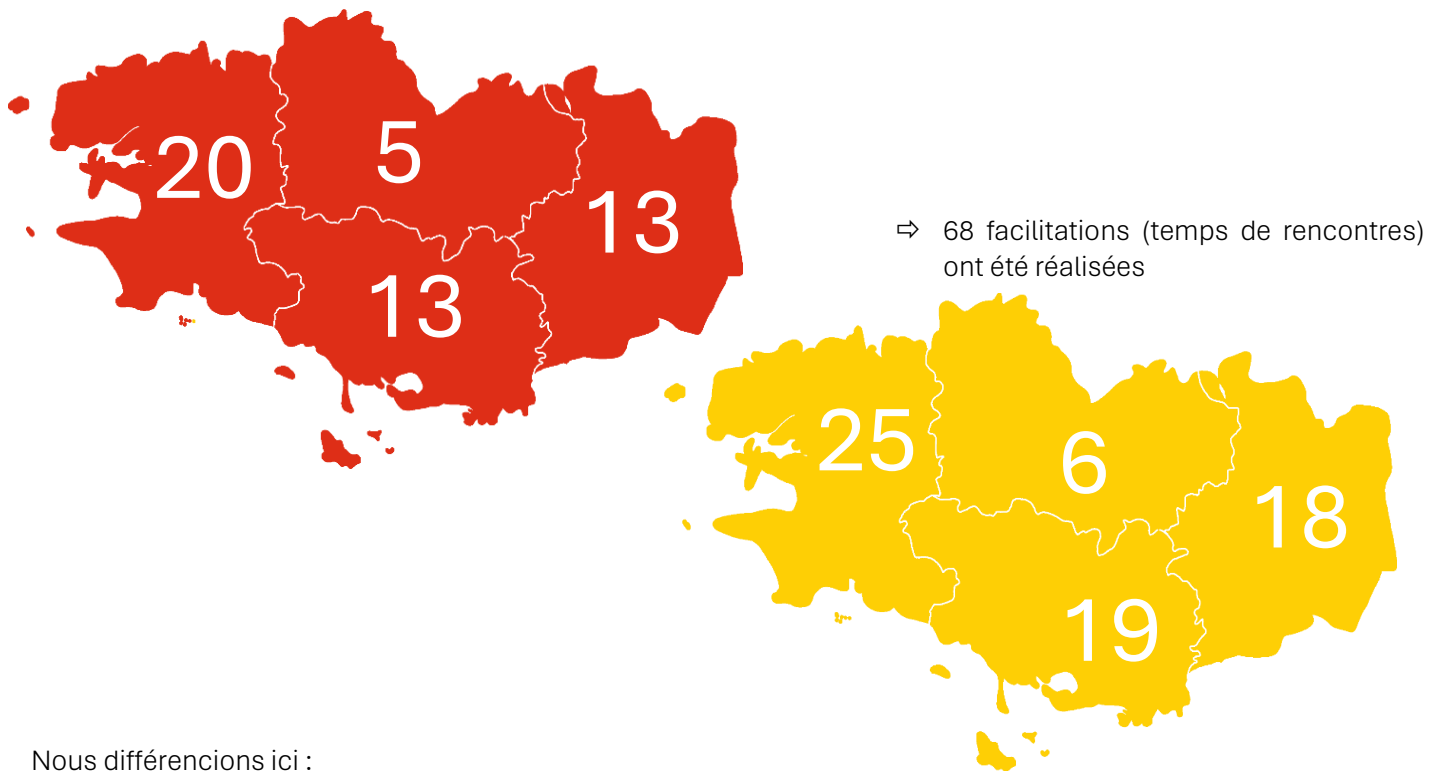 20
5
13
13
⇨ 68 facilitations (temps de rencontres)
ont été réalisées
25
6
18
19
Nous différencions ici :